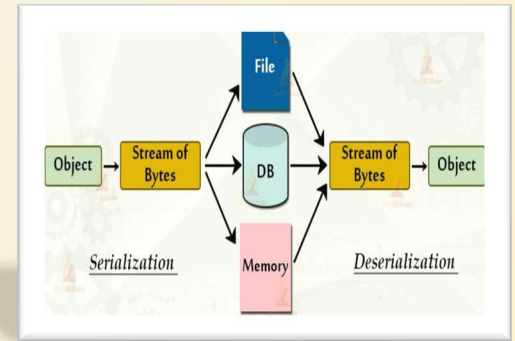 File
Object
Stream of
Bytes
DB
Stream of
Bytes
Object
Serialization
Memory
Deserialization